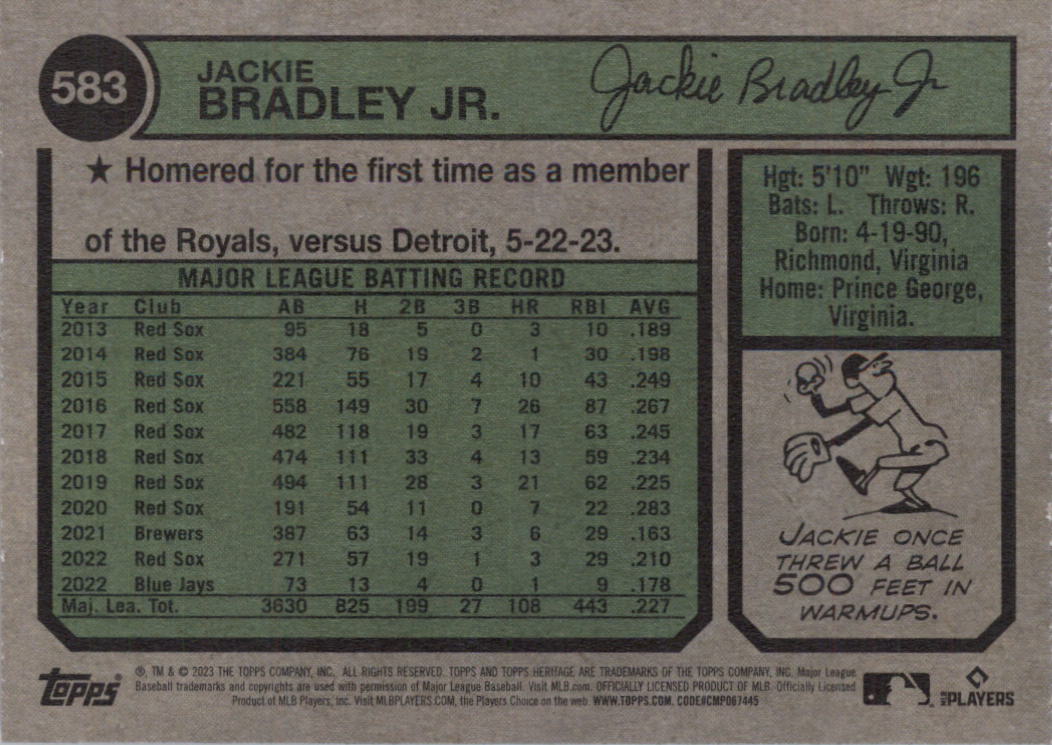 583
JACKIE
BRADLEY JR.
Jackie Bradley Jr
★ Homered for the first time as a member
of the Royals, versus Detroit, 5-22-23.
MAJOR LEAGUE BATTING RECORD
Year Club AB H 2B 3B HR RBI AVG
2013 Red Sox 95 18 5 0 3 10 .189
2014 Red Sox 384 76 19 2 1 30 .198
2015 Red Sox 221 55 17 4 10 43 .249
2016 Red Sox 558 149 30 7 26 87 .267
2017 Red Sox 482 118 19 3 17 63 .245
2018 Red Sox 474 111 33 4 13 59 .234
2019 Red Sox 494 111 28 3 21 62 .225
2020 Red Sox 191 54 11 0 7 22 .283
2021 Brewers 387 63 14 3 6 29 .163
2022 Red Sox 271 57 19 1 3 29 .210
2022 Blue Jays 73 13 4 0 1 9 .178
Maj. Lea. Tot. 3630 825 199 27 108 443 .227
Hgt: 5'10" Wgt: 196
Bats: L. Throws: R.
Born: 4-19-90,
Richmond, Virginia
Home: Prince George,
Virginia.
JACKIE ONCE
THREW A BALL
500 FEET IN
WARMUPS.
topps
®, TM & © 2023 THE TOPPS COMPANY, INC. ALL RIGHTS RESERVED. TOPPS AND TOPPS HERITAGE ARE TRADEMARKS OF THE TOPPS COMPANY, INC. Major League
Baseball trademarks and copyrights are used with permission of Major League Baseball. Visit MLB.com. OFFICIALLY LICENSED PRODUCT OF MLB. Officially Licensed
Product of MLB Players, Inc. Visit MLBPLAYERS.COM, the Players Choice on the web. WWW.TOPPS.COM. CODE#CMP067445
MLB PLAYERS